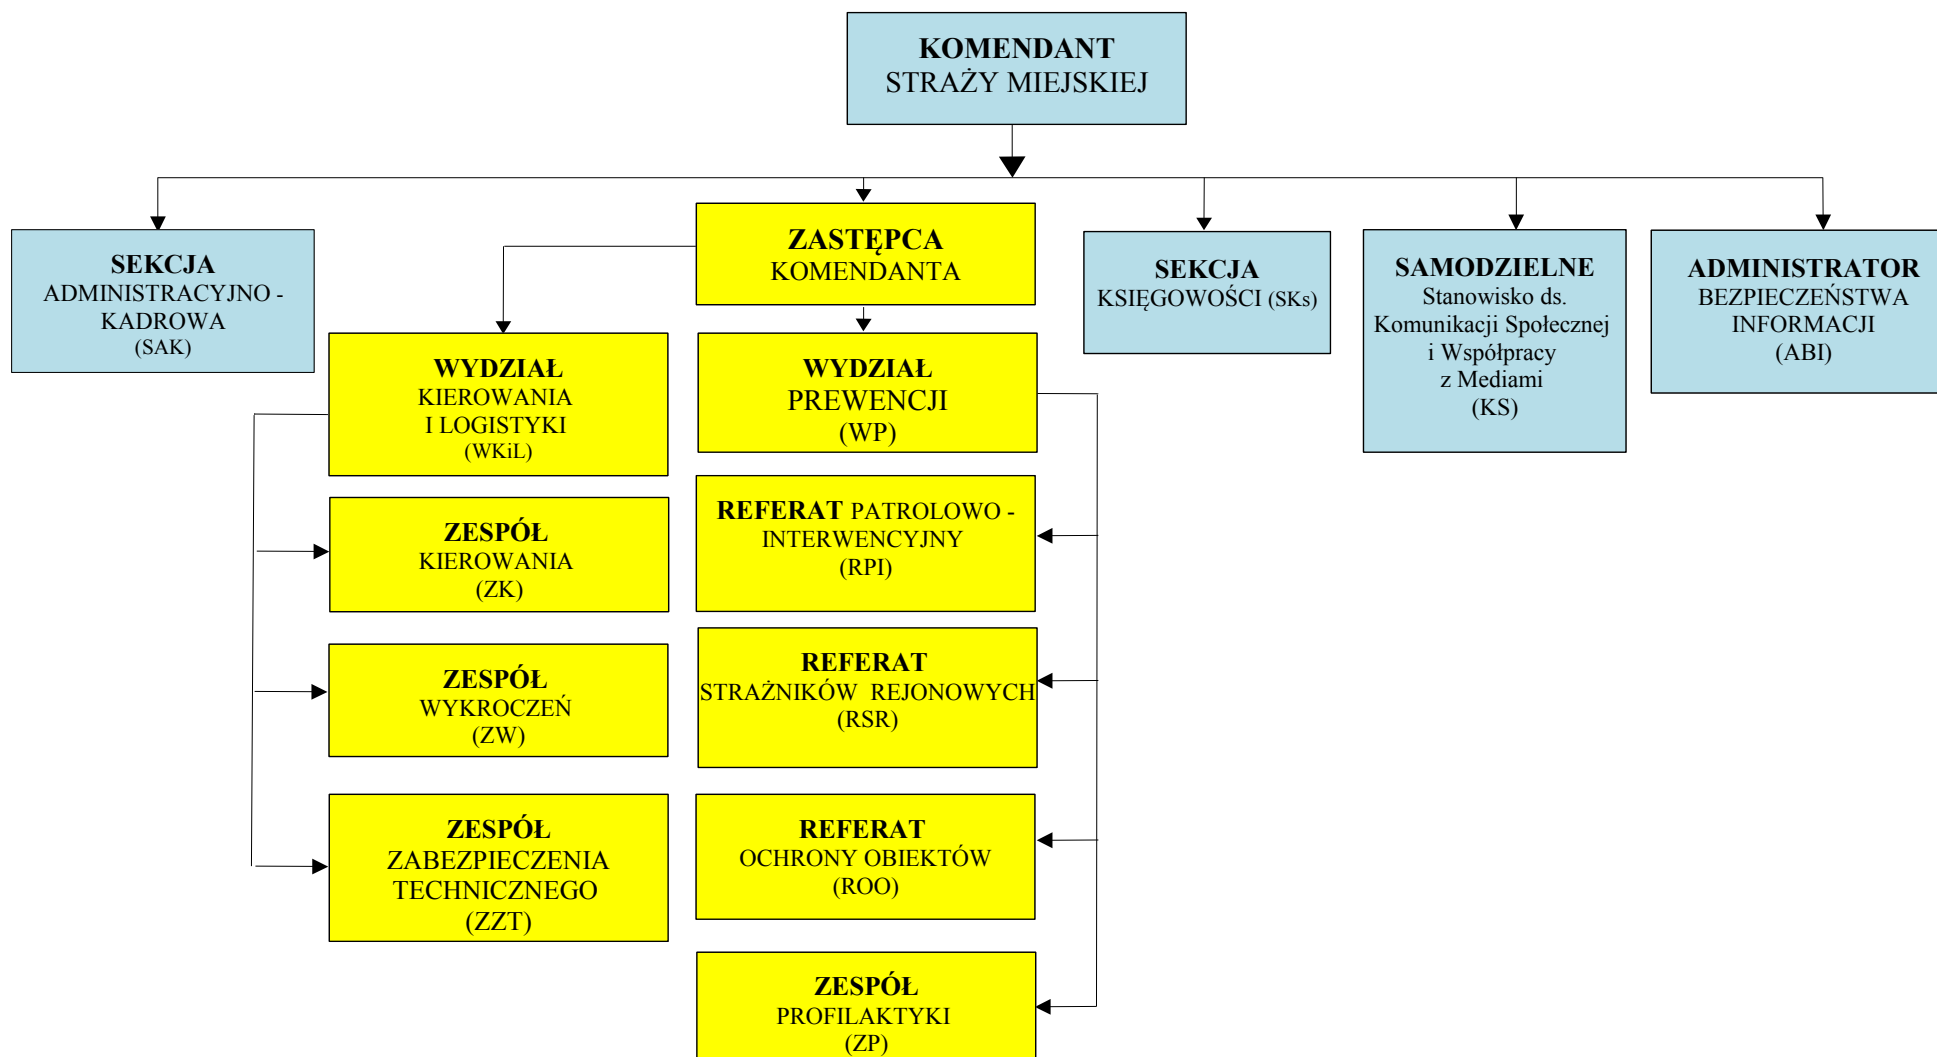 KOMENDANT
STRAŻY MIEJSKIEJ
SEKCJA
ADMINISTRACYJNO -
KADROWA
(SAK)
ZASTĘPCA
KOMENDANTA
SEKCJA
KSIĘGOWOŚCI (SKs)
SAMODZIELNE
Stanowisko ds.
Komunikacji Społecznej
i Współpracy
z Mediami
(KS)
ADMINISTRATOR
BEZPIECZEŃSTWA
INFORMACJI
(ABI)
WYDZIAŁ
KIEROWANIA
I LOGISTYKI
(WKiL)
WYDZIAŁ
PREWENCJI
(WP)
ZESPÓŁ
KIEROWANIA
(ZK)
REFERAT PATROLOWO -
INTERWENCYJNY
(RPI)
ZESPÓŁ
WYKROCZEŃ
(ZW)
REFERAT
STRAŻNIKÓW  REJONOWYCH
(RSR)
ZESPÓŁ
ZABEZPIECZENIA
TECHNICZNEGO
(ZZT)
REFERAT
OCHRONY OBIEKTÓW
(ROO)
ZESPÓŁ
PROFILAKTYKI
(ZP)